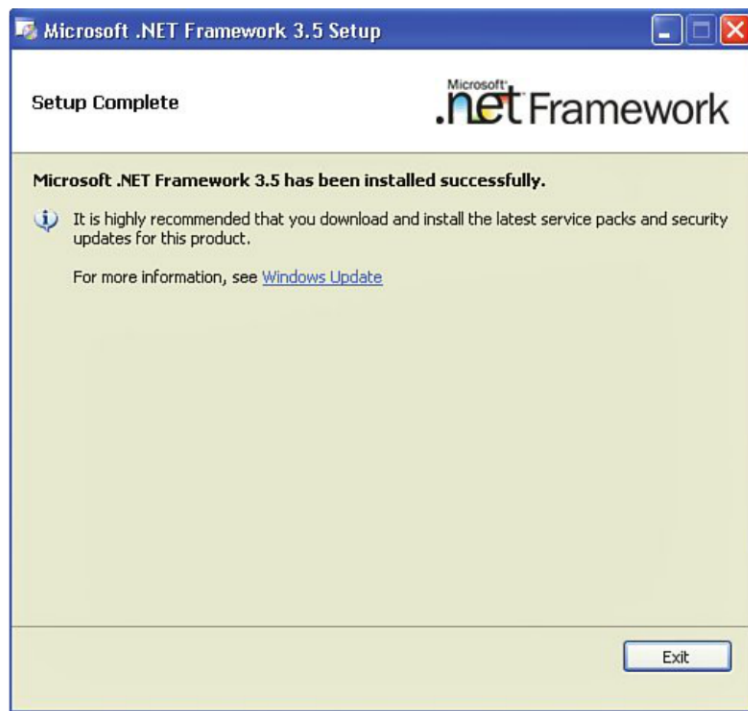 Microsoft .NET Framework 3.5 Setup
Setup Complete
Microsoft
.net Framework
Microsoft .NET Framework 3.5 has been installed successfully.
It is highly recommended that you download and install the latest service packs and security
updates for this product.
For more information, see Windows Update
Exit